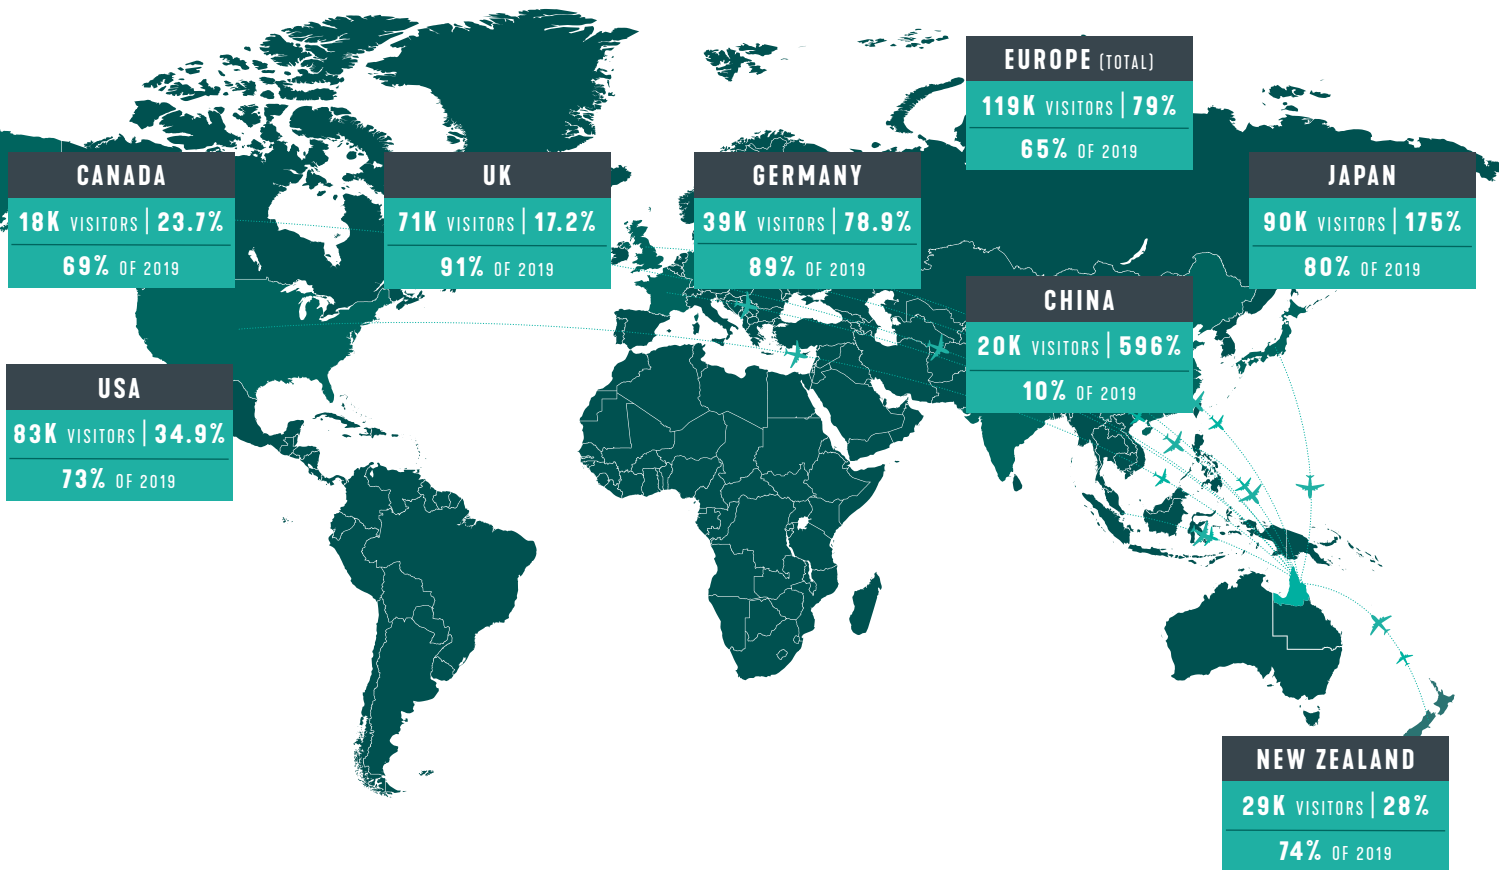 EUROPE (TOTAL)
119K VISITORS | 79%
65% OF 2019
CANADA
18K VISITORS | 23.7%
69% OF 2019
UK
71K VISITORS | 17.2%
91% OF 2019
GERMANY
39K VISITORS | 78.9%
89% OF 2019
JAPAN
90K VISITORS | 175%
80% OF 2019
CHINA
20K VISITORS | 596%
10% OF 2019
USA
83K VISITORS | 34.9%
73% OF 2019
NEW ZEALAND
29K VISITORS | 28%
74% OF 2019